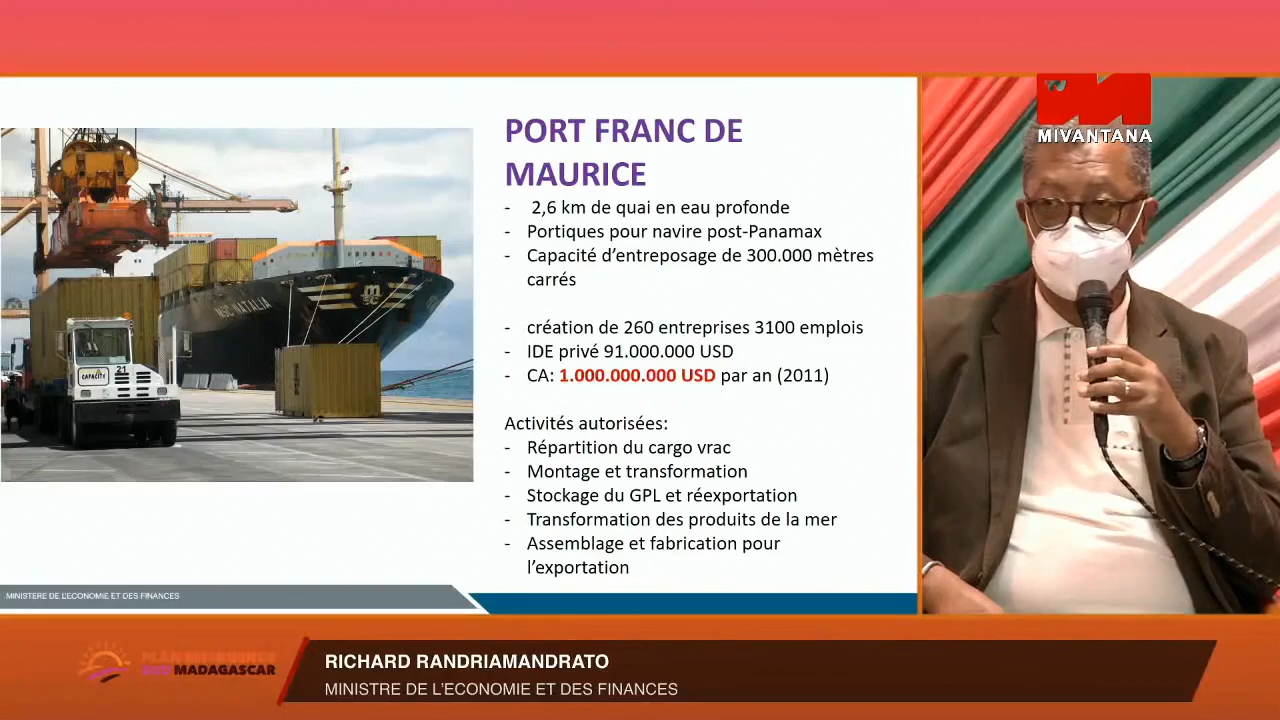 PORT FRANC DE
MAURICE
- 2,6 km de quai en eau profonde
- Portiques pour navire post-Panamax
- Capacité d’entreposage de 300.000 mètres
carrés
- création de 260 entreprises 3100 emplois
- IDE privé 91.000.000 USD
- CA: 1.000.000.000 USD par an (2011)
Activités autorisées:
- Répartition du cargo vrac
- Montage et transformation
- Stockage du GPL et réexportation
- Transformation des produits de la mer
- Assemblage et fabrication pour
l’exportation
MSC NATALIA
21
CAPACITY
MINISTERE DE L'ECONOMIE ET DES FINANCES
TV
MIVANTANA
MADAGASCAR
RICHARD RANDRIAMANDRATO
MINISTRE DE L’ECONOMIE ET DES FINANCES